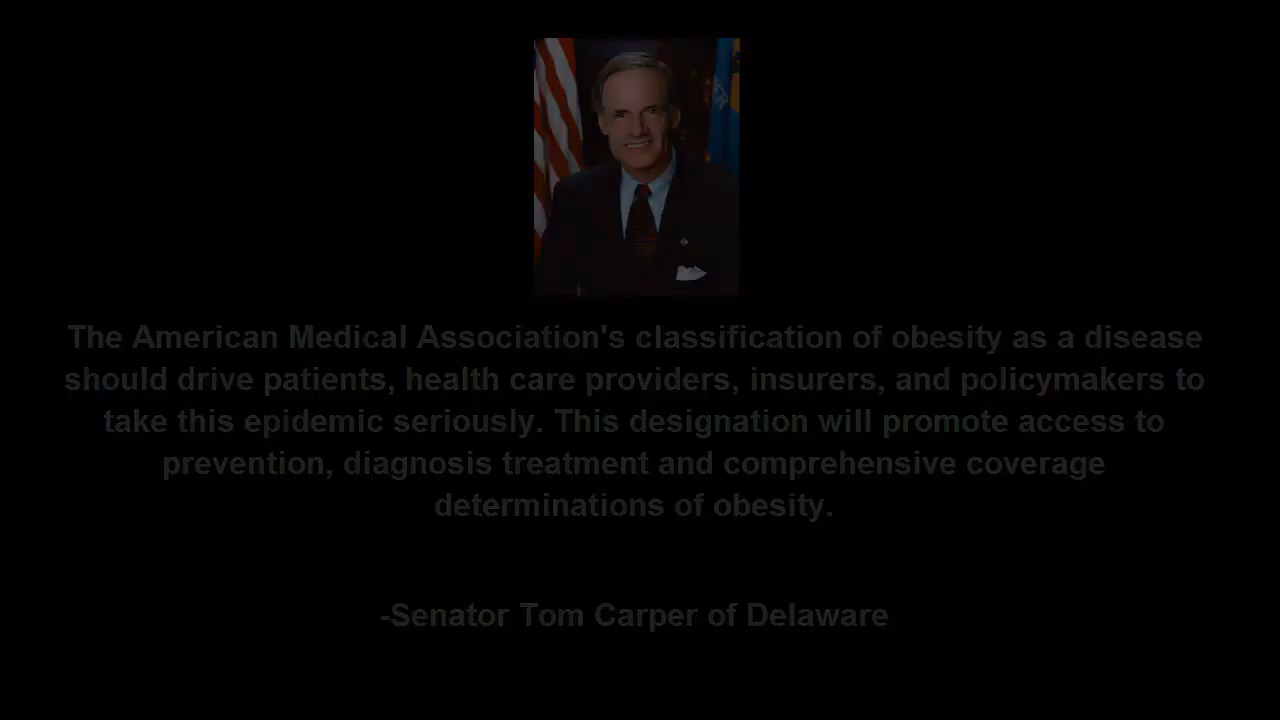 The American Medical Association's classification of obesity as a disease
should drive patients, health care providers, insurers, and policymakers to
take this epidemic seriously. This designation will promote access to
prevention, diagnosis treatment and comprehensive coverage
determinations of obesity.
-Senator Tom Carper of Delaware